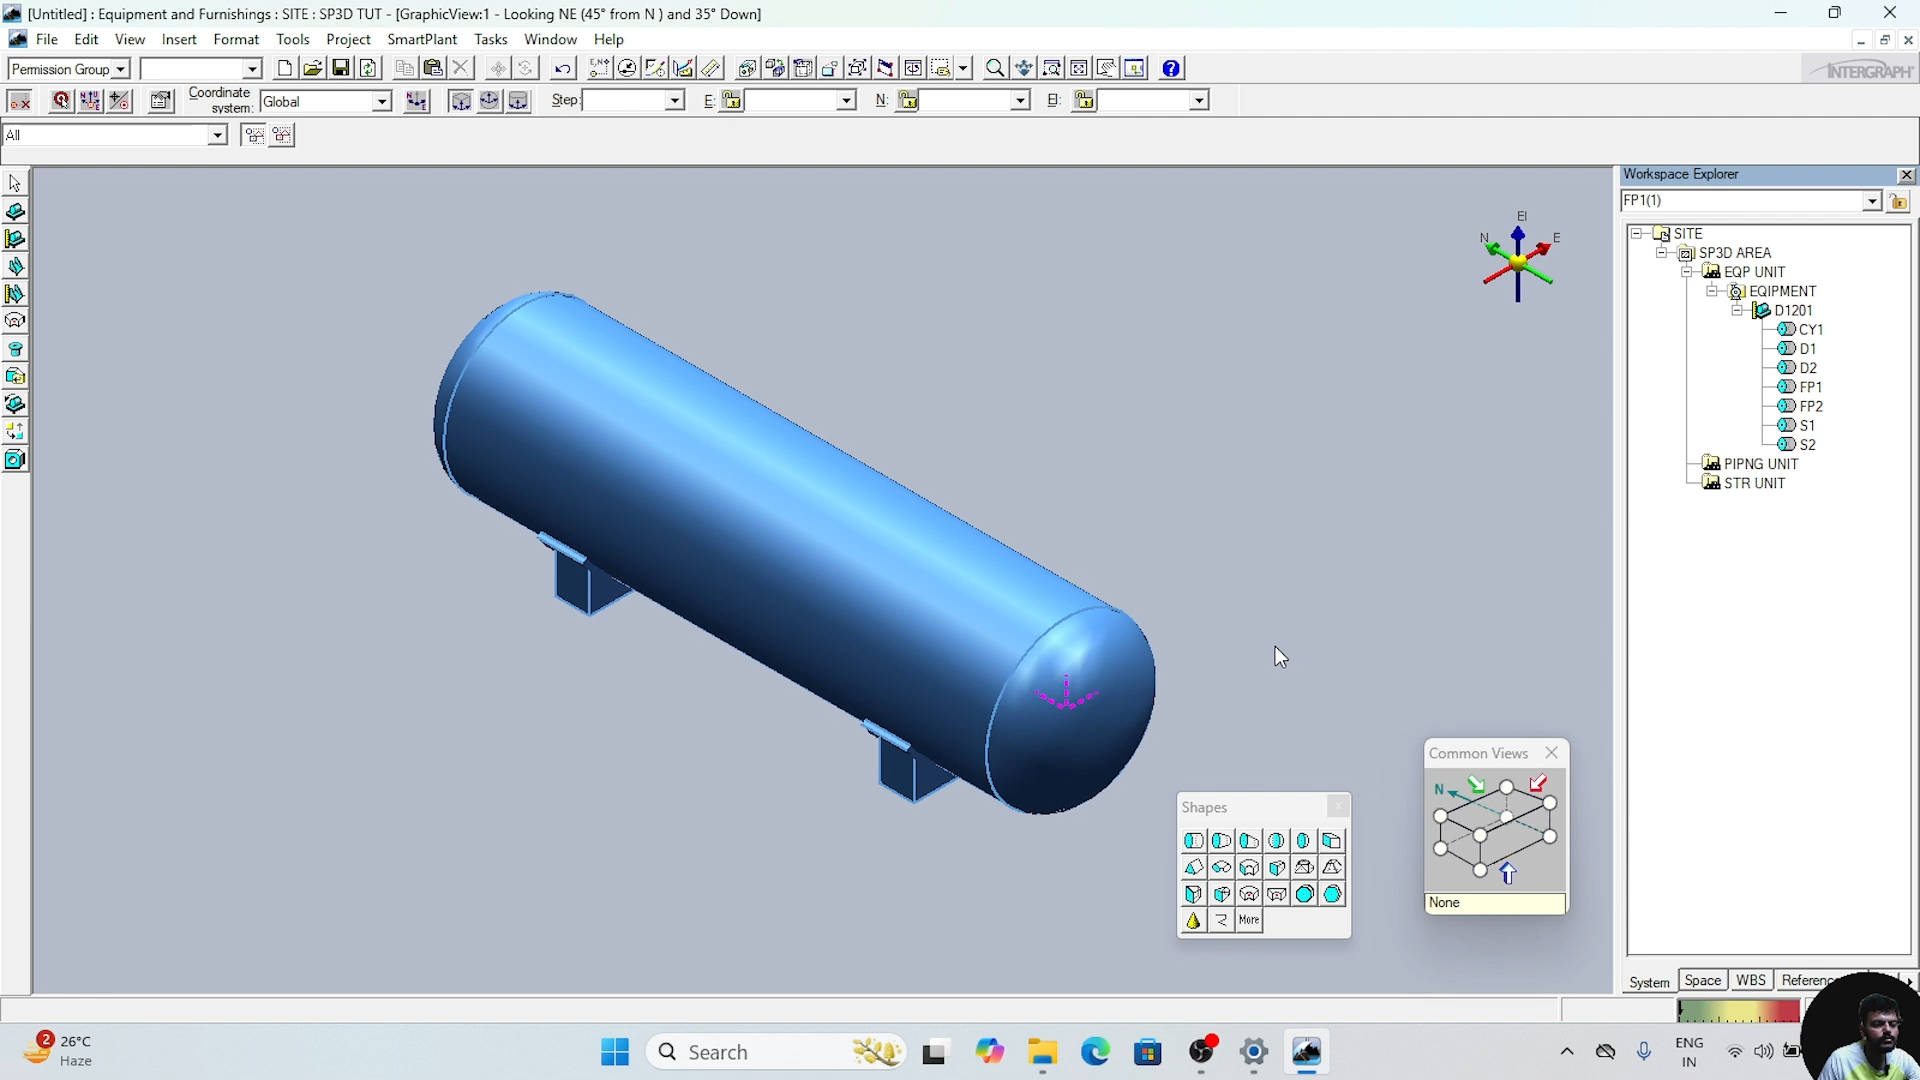 [Untitled] : Equipment and Furnishings : SITE : SP3D TUT - [GraphicView:1 - Looking NE (45° from N ) and 35° Down]
File Edit View Insert Format Tools Project SmartPlant Tasks Window Help
Permission Group
INTERGRAPH
Coordinate system: Global Step: E: N: El:
All
Workspace Explorer
FP1(1)
SITE
SP3D AREA
EQP UNIT
EQIPMENT
D1201
CY1
D1
D2
FP1
FP2
S1
S2
PIPNG UNIT
STR UNIT
El
N E
Common Views
N
None
Shapes
More
System Space WBS Reference
2
26°C
Haze
Search
ENG
IN